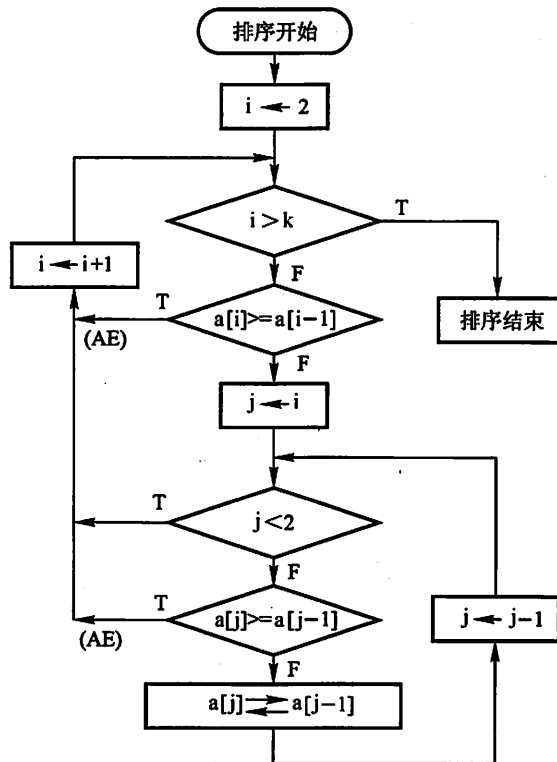 排序开始
i ← 2
i > k
T
F
i ← i+1
a[i]>=a[i−1]
T
(AE)
F
排序结束
j ← i
j<2
T
F
a[j]>=a[j−1]
T
(AE)
F
j ← j−1
a[j] ⇄ a[j−1]